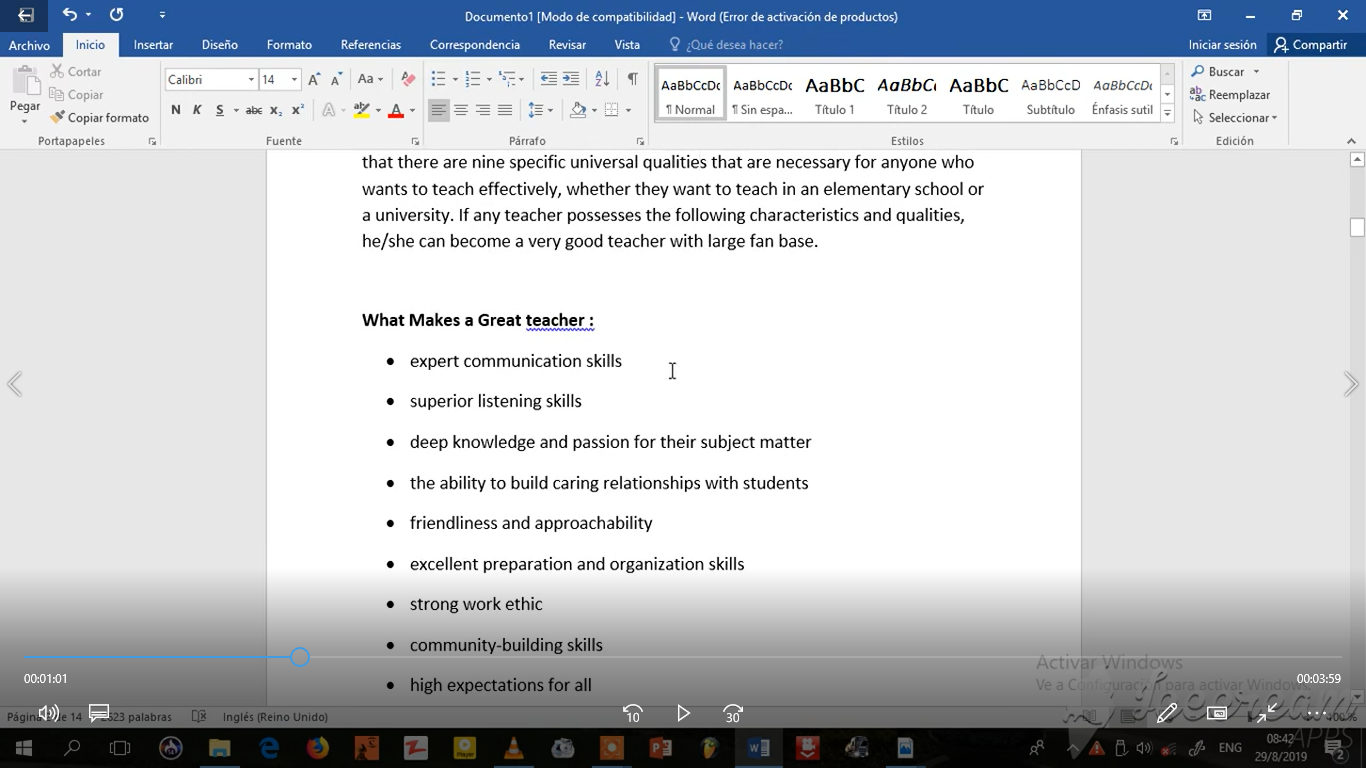 Documento1 [Modo de compatibilidad] - Word (Error de activación de productos)
Archivo Inicio Insertar Diseño Formato Referencias Correspondencia Revisar Vista ¿Qué desea hacer? Iniciar sesión Compartir
Pegar
Cortar
Copiar
Copiar formato
Portapapeles
Calibri 14
N K S abc x₂ x²
Fuente
Párrafo
AaBbCcDc AaBbCcDc AaBbC AaBbC AaBbC AaBbCcD AaBbCcDc
¶ Normal ¶ Sin espa... Título 1 Título 2 Título Subtítulo Énfasis sutil
Estilos
Buscar
Reemplazar
Seleccionar
Edición
that there are nine specific universal qualities that are necessary for anyone who
wants to teach effectively, whether they want to teach in an elementary school or
a university. If any teacher possesses the following characteristics and qualities,
he/she can become a very good teacher with large fan base.
What Makes a Great teacher :
• expert communication skills
• superior listening skills
• deep knowledge and passion for their subject matter
• the ability to build caring relationships with students
• friendliness and approachability
• excellent preparation and organization skills
• strong work ethic
• community-building skills
• high expectations for all
Activar Windows
Ve a Configuración para activar Windows.
00:01:01 00:03:59
de 14 palabras Inglés (Reino Unido)
10 30
APPS
ENG 08:42
29/8/2019